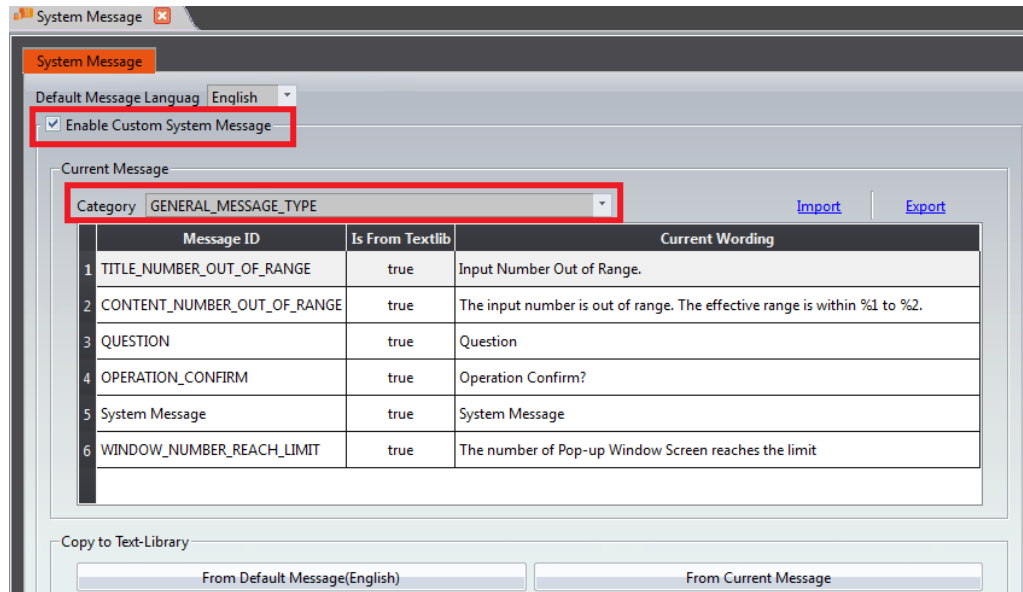 System Message
System Message
Default Message Languag English
Enable Custom System Message
Current Message
Category GENERAL_MESSAGE_TYPE Import Export
Message ID Is From Textlib Current Wording
1 TITLE_NUMBER_OUT_OF_RANGE true Input Number Out of Range.
2 CONTENT_NUMBER_OUT_OF_RANGE true The input number is out of range. The effective range is within %1 to %2.
3 QUESTION true Question
4 OPERATION_CONFIRM true Operation Confirm?
5 System Message true System Message
6 WINDOW_NUMBER_REACH_LIMIT true The number of Pop-up Window Screen reaches the limit
Copy to Text-Library
From Default Message(English) From Current Message